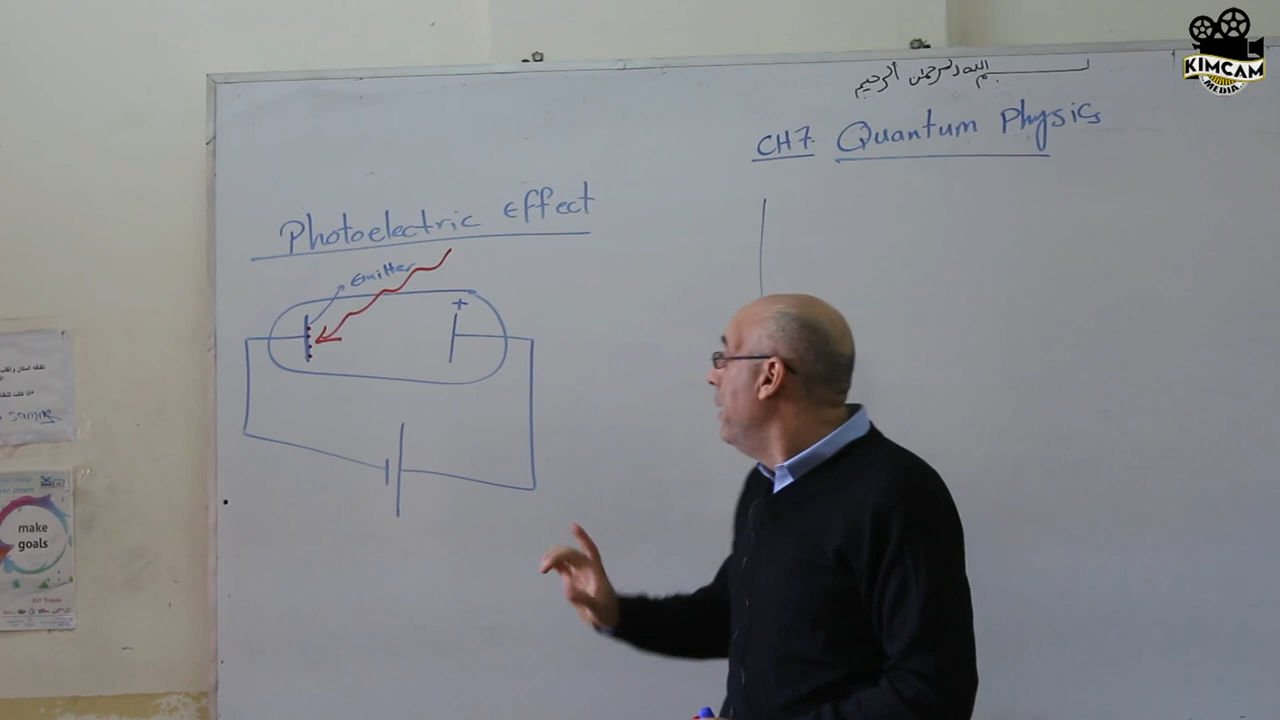 KIMCAM
MEDIA
بسم الله الرحمن الرحيم
CH7. Quantum Physics
Photoelectric Effect
Emitter
+
make
goals